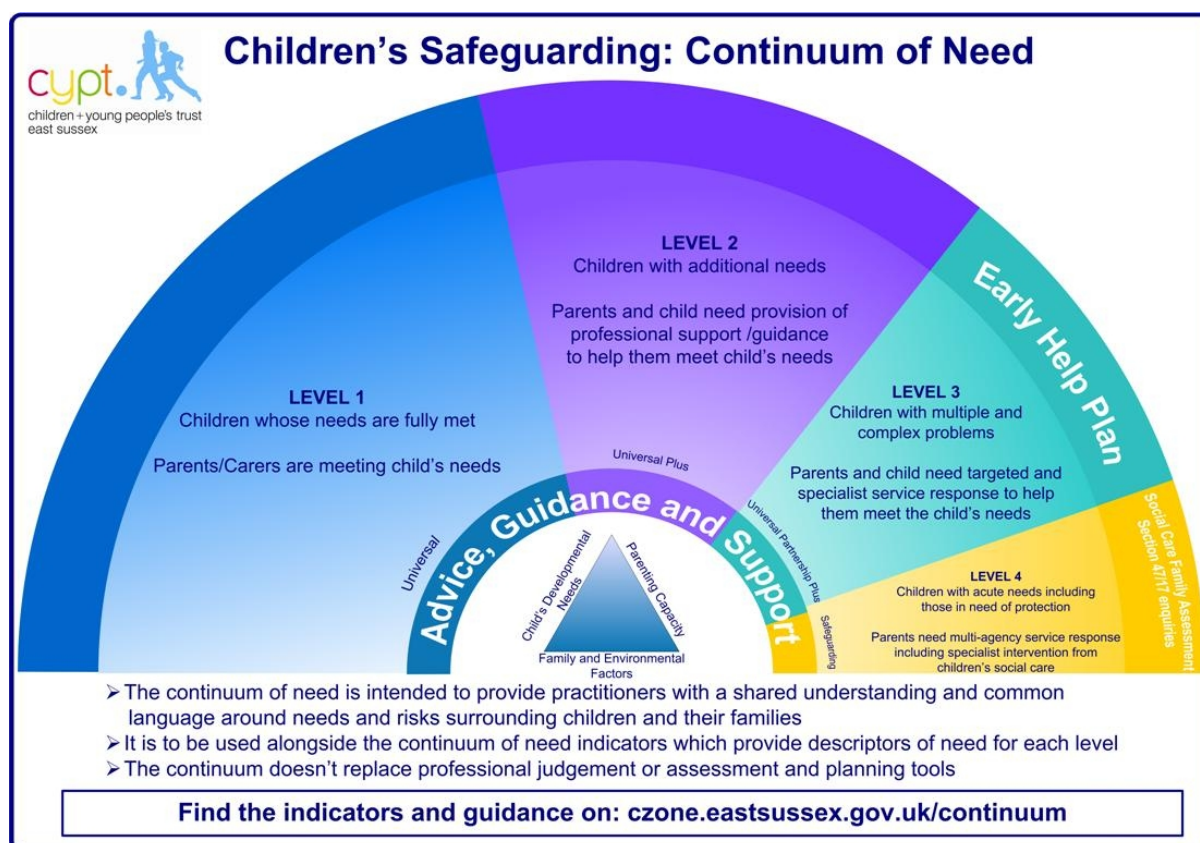 Children's Safeguarding: Continuum of Need
cypt.
children+young people's trust
east sussex
LEVEL 1
Children whose needs are fully met
Parents/Carers are meeting child's needs
Universal
LEVEL 2
Children with additional needs
Parents and child need provision of
professional support /guidance
to help them meet child's needs
Universal Plus
LEVEL 3
Children with multiple and
complex problems
Parents and child need targeted and
specialist service response to help
them meet the child's needs
Universal Partnership Plus
Early Help Plan
LEVEL 4
Children with acute needs including
those in need of protection
Parents need multi-agency service response
including specialist intervention from
children's social care
Safeguarding
Social Care Family Assessment
Section 47/17 enquiries
Advice, Guidance and Support
Child's Developmental
Needs
Parenting Capacity
Family and Environmental
Factors
➢ The continuum of need is intended to provide practitioners with a shared understanding and common
language around needs and risks surrounding children and their families
➢ It is to be used alongside the continuum of need indicators which provide descriptors of need for each level
➢ The continuum doesn't replace professional judgement or assessment and planning tools
Find the indicators and guidance on: czone.eastsussex.gov.uk/continuum